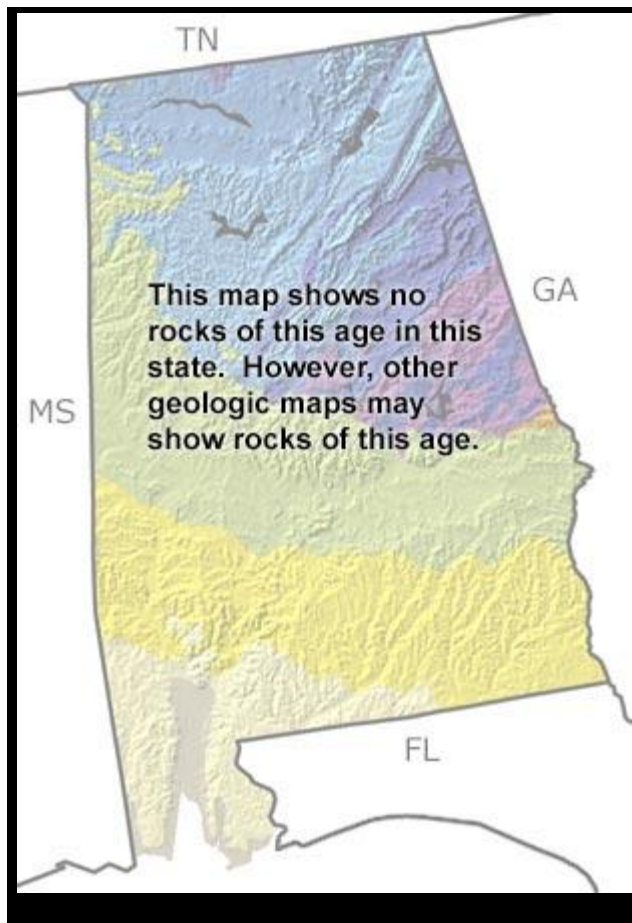 TN
This map shows no
rocks of this age in this
state.  However, other
geologic maps may
show rocks of this age.
GA
MS
FL